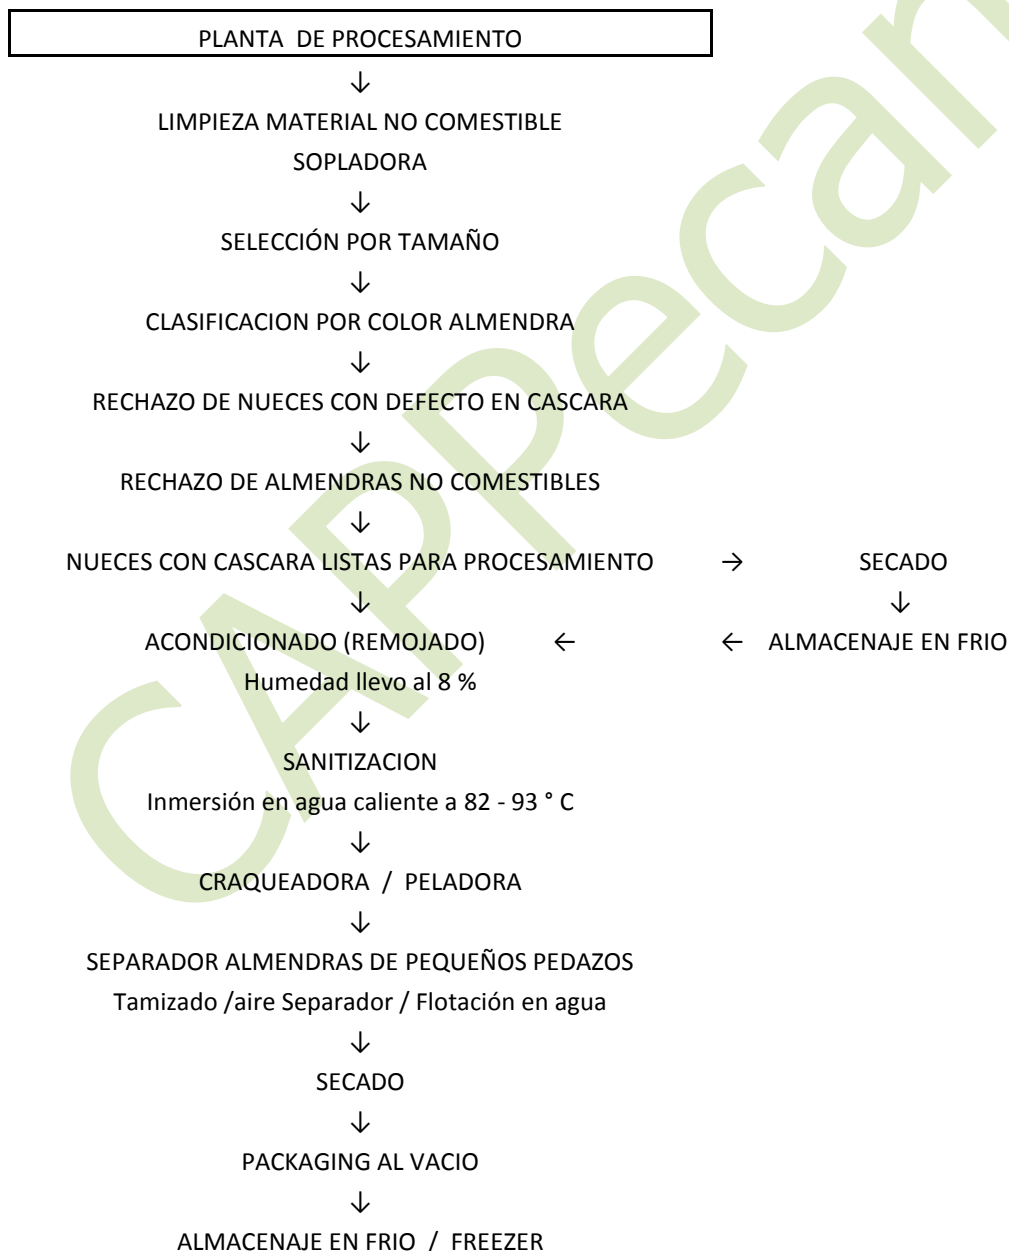 PLANTA DE PROCESAMIENTO
↓
LIMPIEZA MATERIAL NO COMESTIBLE
SOPLADORA
↓
SELECCIÓN POR TAMAÑO
↓
CLASIFICACION POR COLOR ALMENDRA
↓
RECHAZO DE NUECES CON DEFECTO EN CASCARA
↓
RECHAZO DE ALMENDRAS NO COMESTIBLES
↓
NUECES CON CASCARA LISTAS PARA PROCESAMIENTO → SECADO
↓ ↓
ACONDICIONADO (REMOJADO) ← ← ALMACENAJE EN FRIO
Humedad llevo al 8 %
↓
SANITIZACION
Inmersión en agua caliente a 82 - 93 ° C
↓
CRAQUEADORA / PELADORA
↓
SEPARADOR ALMENDRAS DE PEQUEÑOS PEDAZOS
Tamizado /aire Separador / Flotación en agua
↓
SECADO
↓
PACKAGING AL VACIO
↓
ALMACENAJE EN FRIO / FREEZER
CAPPecan